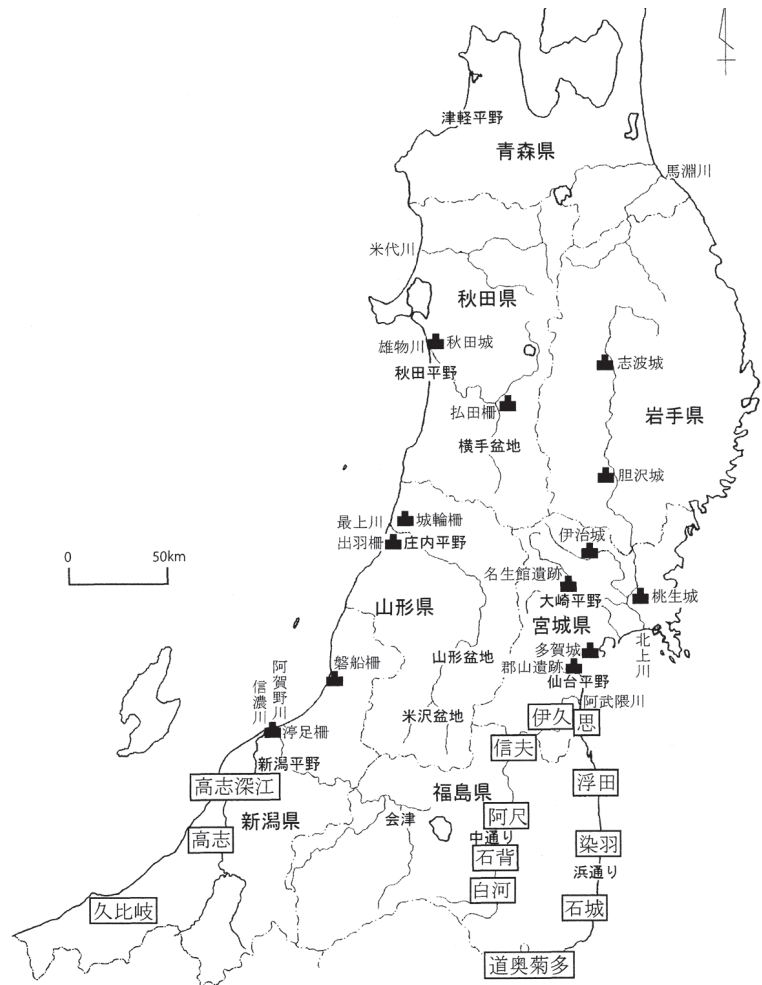 津軽平野
青森県
馬淵川
米代川
秋田県
雄物川
秋田城
秋田平野
志波城
払田柵
岩手県
横手盆地
胆沢城
最上川
城輪柵
出羽柵
庄内平野
伊治城
0 50km
名生館遺跡
大崎平野
桃生城
山形県
宮城県
北上川
多賀城
山形盆地
郡山遺跡
仙台平野
磐船柵
阿賀野川
信濃川
米沢盆地
阿武隈川
伊久
思
渟足柵
信夫
新潟平野
高志深江
浮田
福島県
阿尺
新潟県
会津
高志
中通り
染羽
石背
浜通り
白河
久比岐
石城
道奥菊多